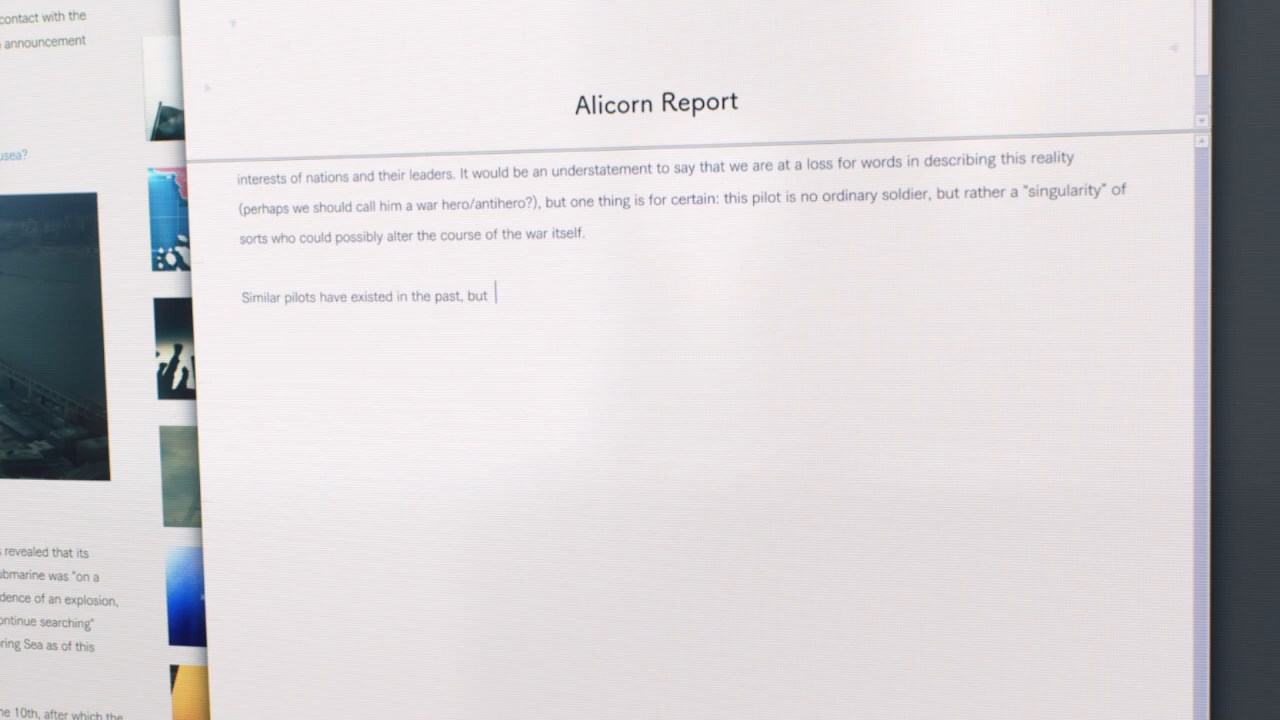 contact with the
announcement
usea?
revealed that its
ubmarine was "on a
dence of an explosion,
ontinue searching"
ring Sea as of this
ne 10th, after which the
Alicorn Report
interests of nations and their leaders. It would be an understatement to say that we are at a loss for words in describing this reality
(perhaps we should call him a war hero/antihero?), but one thing is for certain: this pilot is no ordinary soldier, but rather a "singularity" of
sorts who could possibly alter the course of the war itself.
Similar pilots have existed in the past, but